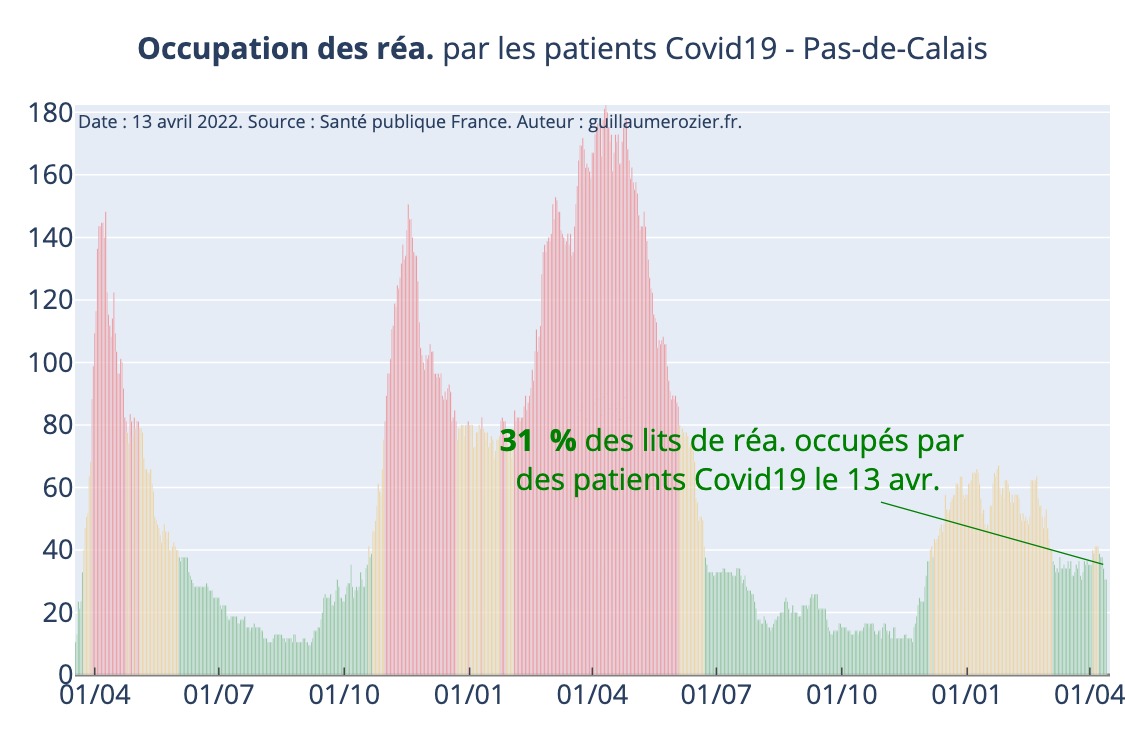 Occupation des réa. par les patients Covid19 - Pas-de-Calais
Date : 13 avril 2022. Source : Santé publique France. Auteur : guillaumerozier.fr.
180
160
140
120
100
80
60
40
20
0
31 % des lits de réa. occupés par
des patients Covid19 le 13 avr.
01/04 01/07 01/10 01/01 01/04 01/07 01/10 01/01 01/04